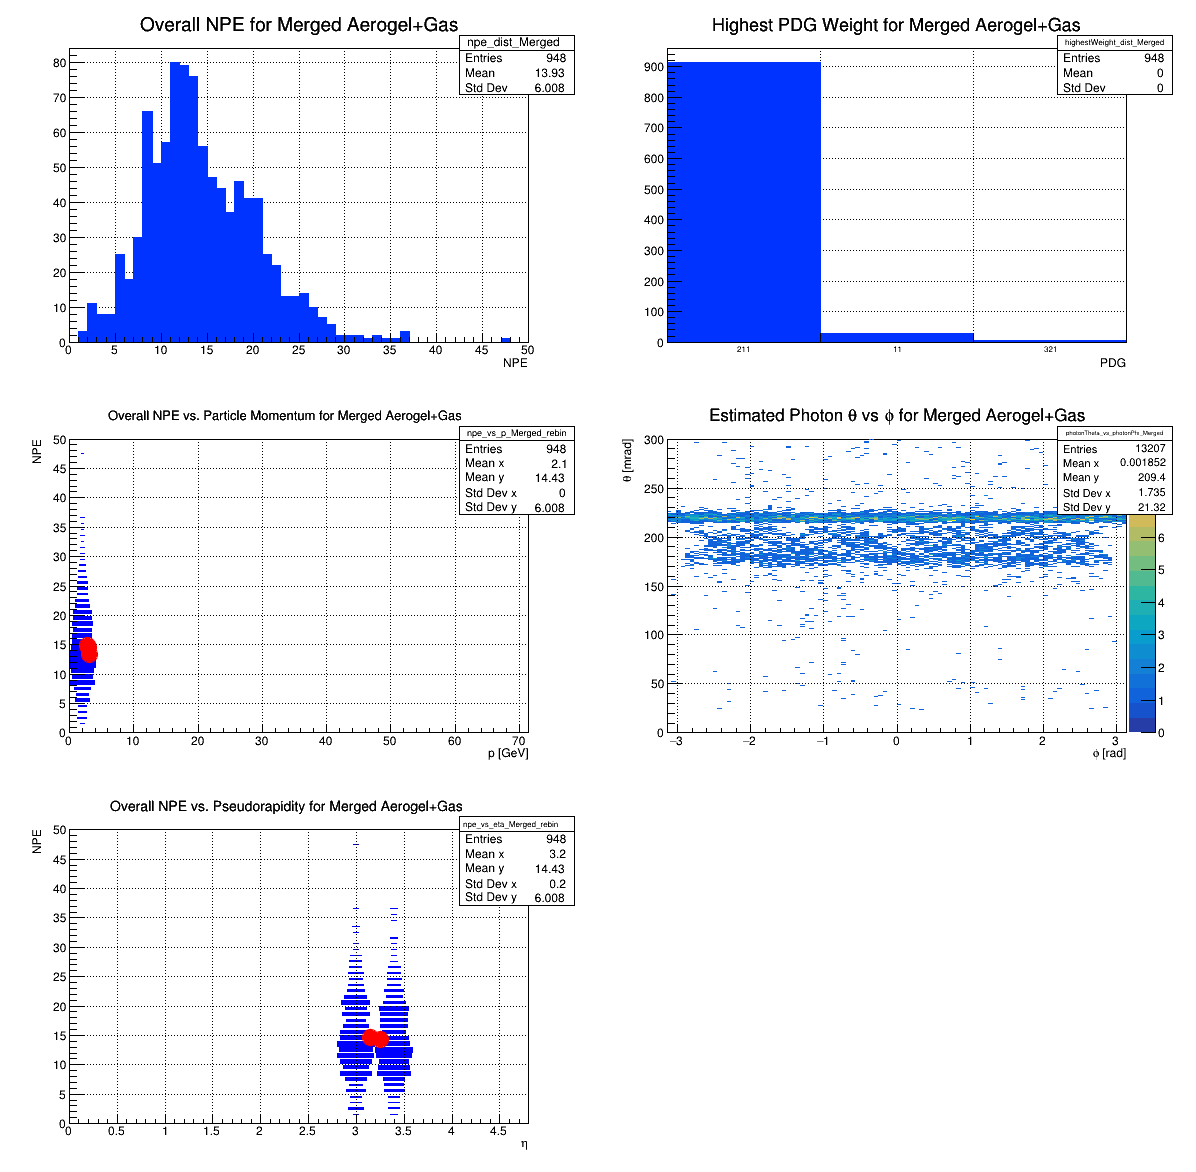 Overall NPE for Merged Aerogel+Gas
npe_dist_Merged
Entries 948
Mean 13.93
Std Dev 6.008
80
70
60
50
40
30
20
10
0
0 5 10 15 20 25 30 35 40 45 50
NPE
Highest PDG Weight for Merged Aerogel+Gas
highestWeight_dist_Merged
Entries 948
Mean 0
Std Dev 0
900
800
700
600
500
400
300
200
100
0
211 11 321
PDG
Overall NPE vs. Particle Momentum for Merged Aerogel+Gas
npe_vs_p_Merged_rebin
Entries 948
Mean x 2.1
Mean y 14.43
Std Dev x 0
Std Dev y 6.008
NPE
50
45
40
35
30
25
20
15
10
5
0
0 10 20 30 40 50 60 70
p [GeV]
Estimated Photon θ vs ϕ for Merged Aerogel+Gas
photonTheta_vs_photonPhi_Merged
Entries 13207
Mean x 0.001852
Mean y 209.4
Std Dev x 1.735
Std Dev y 21.32
θ [mrad]
300
250
200
150
100
50
0
−3 −2 −1 0 1 2 3
ϕ [rad]
6
5
4
3
2
1
0
Overall NPE vs. Pseudorapidity for Merged Aerogel+Gas
npe_vs_eta_Merged_rebin
Entries 948
Mean x 3.2
Mean y 14.43
Std Dev x 0.2
Std Dev y 6.008
NPE
50
45
40
35
30
25
20
15
10
5
0
0 0.5 1 1.5 2 2.5 3 3.5 4 4.5
η